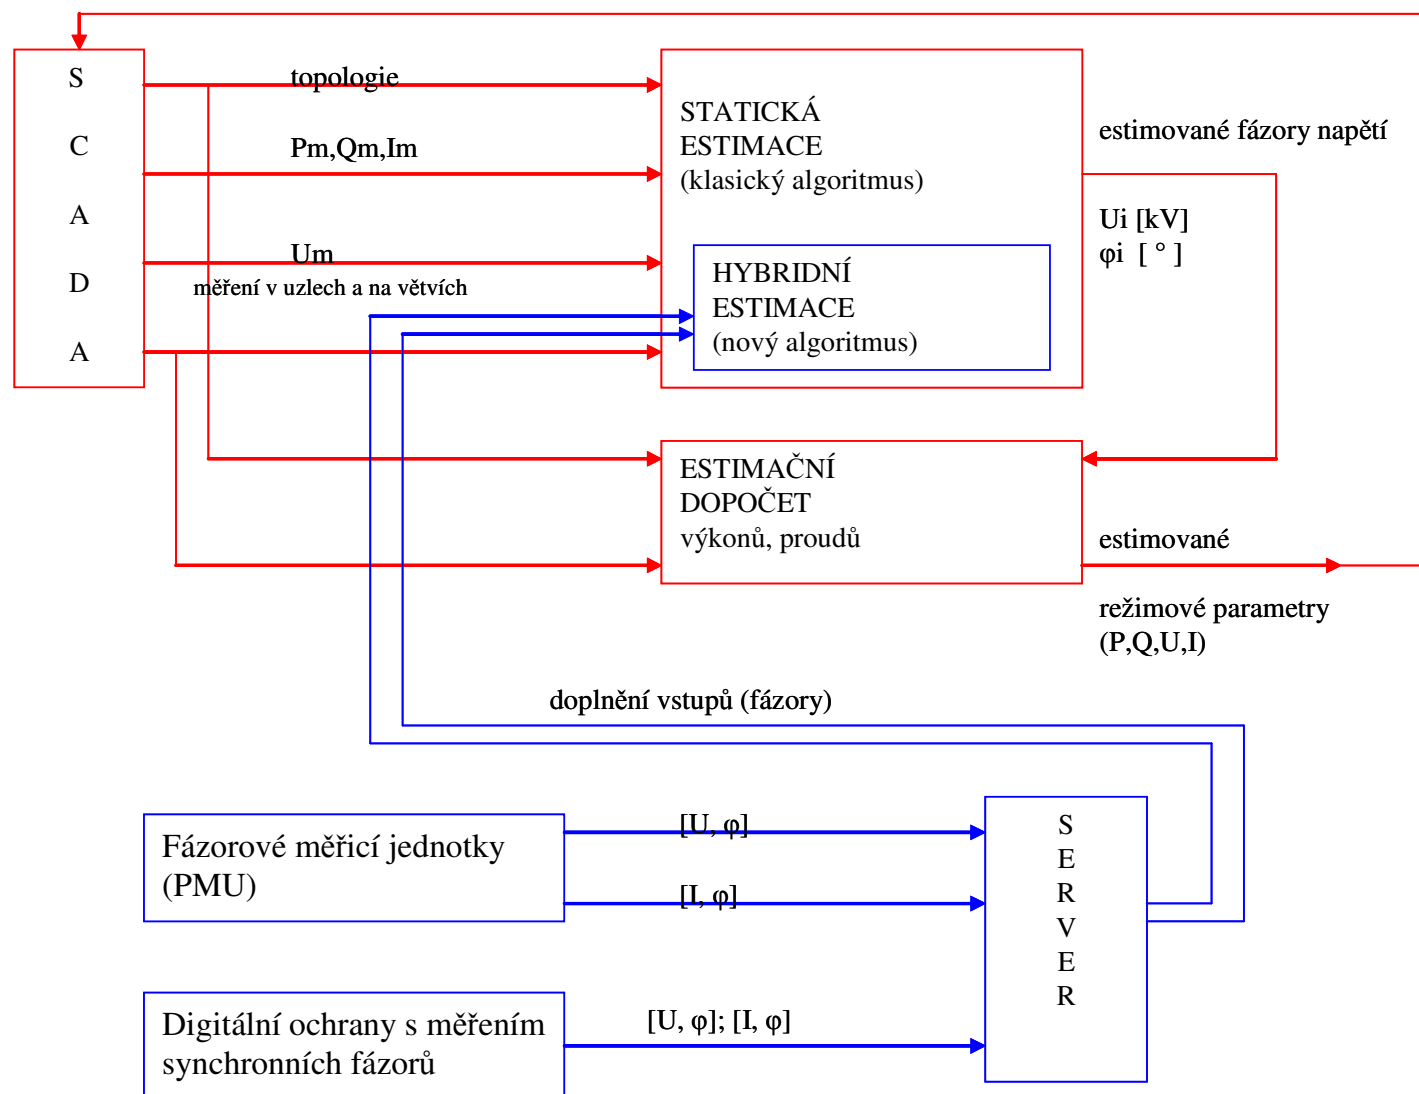 S
C
A
D
A
topologie
Pm,Qm,Im
Um
měření v uzlech a na větvích
STATICKÁ
ESTIMACE
(klasický algoritmus)
HYBRIDNÍ
ESTIMACE
(nový algoritmus)
estimované fázory napětí
Ui [kV]
φi [ ° ]
ESTIMAČNÍ
DOPOČET
výkonů, proudů
estimované
režimové parametry
(P,Q,U,I)
doplnění vstupů (fázory)
Fázorové měřicí jednotky
(PMU)
[U, φ]
[I, φ]
S
E
R
V
E
R
Digitální ochrany s měřením
synchronních fázorů
[U, φ]; [I, φ]